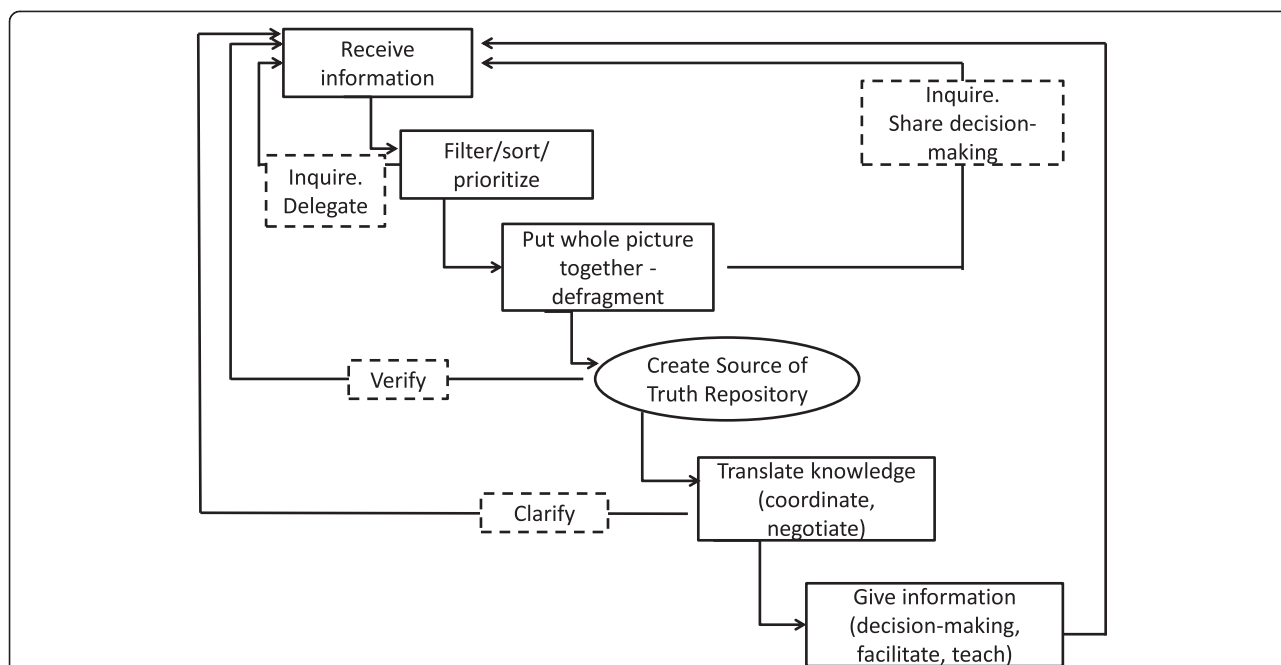 Receive
information
Inquire.
Share decision-
making
Filter/sort/
prioritize
Inquire.
Delegate
Put whole picture
together -
defragment
Create Source of
Truth Repository
Verify
Translate knowledge
(coordinate,
negotiate)
Clarify
Give information
(decision-making,
facilitate, teach)